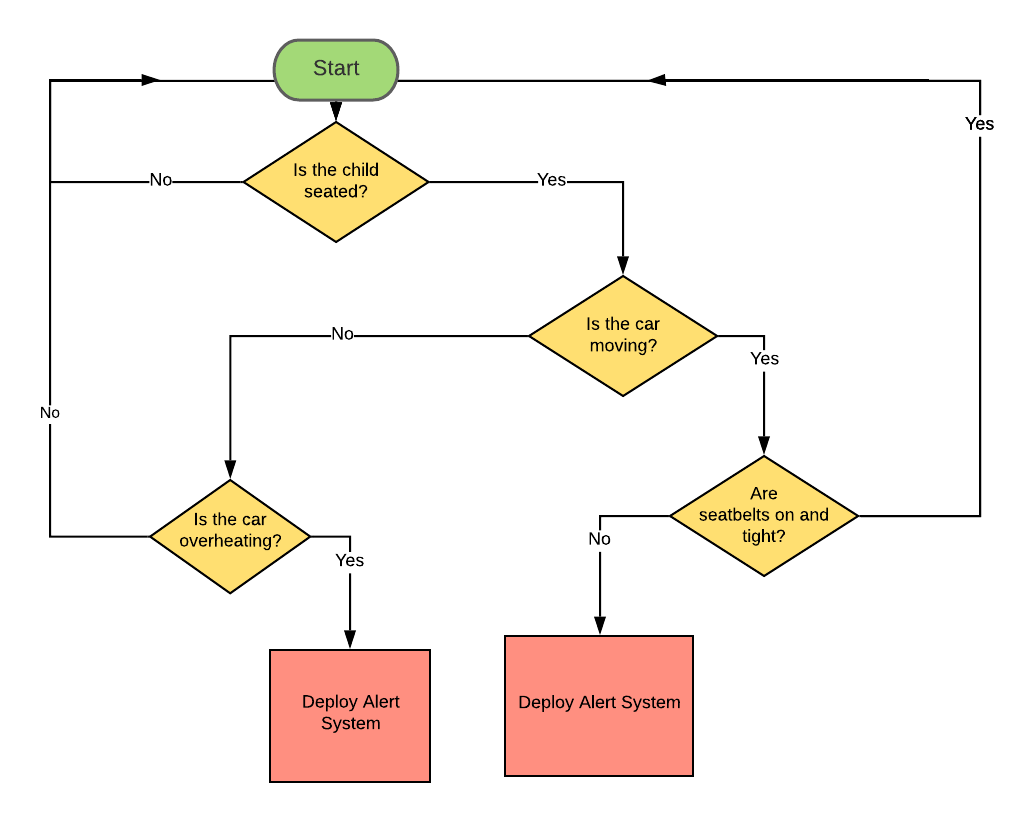 Start
Yes
Is the child
seated?
No
Yes
Is the car
moving?
No
Yes
No
Are
seatbelts on and
tight?
Is the car
overheating?
No
Yes
Deploy Alert
System
Deploy Alert System